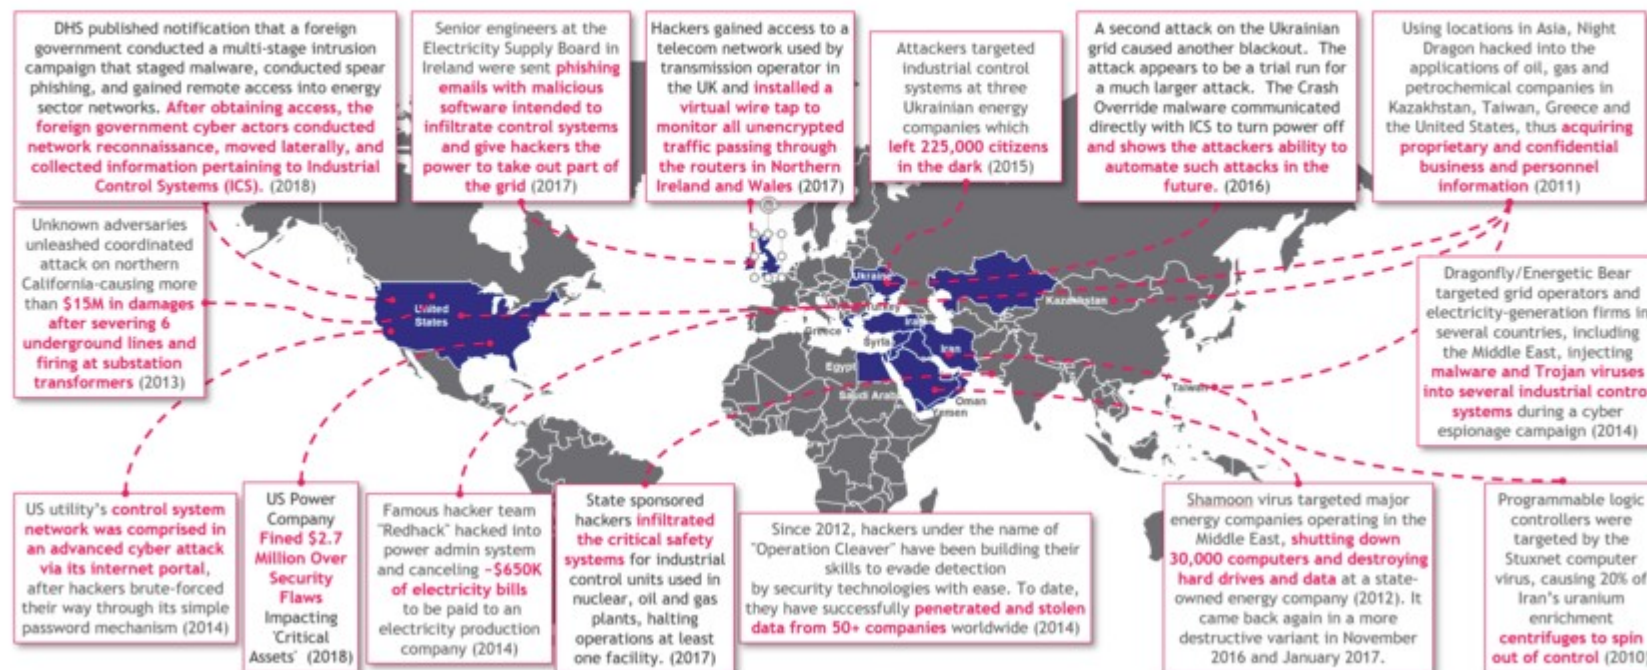 DHS published notification that a foreign
government conducted a multi-stage intrusion
campaign that staged malware, conducted spear
phishing, and gained remote access into energy
sector networks. After obtaining access, the
foreign government cyber actors conducted
network reconnaissance, moved laterally, and
collected information pertaining to Industrial
Control Systems (ICS). (2018)
Senior engineers at the
Electricity Supply Board in
Ireland were sent phishing
emails with malicious
software intended to
infiltrate control systems
and give hackers the
power to take out part of
the grid (2017)
Hackers gained access to a
telecom network used by
transmission operator in
the UK and installed a
virtual wire tap to
monitor all unencrypted
traffic passing through
the routers in Northern
Ireland and Wales (2017)
Attackers targeted
industrial control
systems at three
Ukrainian energy
companies which
left 225,000 citizens
in the dark (2015)
A second attack on the Ukrainian
grid caused another blackout. The
attack appears to be a trial run for
a much larger attack. The Crash
Override malware communicated
directly with ICS to turn power off
and shows the attackers ability to
automate such attacks in the
future. (2016)
Using locations in Asia, Night
Dragon hacked into the
applications of oil, gas and
petrochemical companies in
Kazakhstan, Taiwan, Greece and
the United States, thus acquiring
proprietary and confidential
business and personnel
information (2011)
Unknown adversaries
unleashed coordinated
attack on northern
California-causing more
than $15M in damages
after severing 6
underground lines and
firing at substation
transformers (2013)
United
States
Ukraine
Kazakhstan
Turkey
Greece
Syria
Iraq
Iran
Egypt
Saudi Arabia
Oman
Yemen
Taiwan
Dragonfly/Energetic Bear
targeted grid operators and
electricity-generation firms in
several countries, including
the Middle East, injecting
malware and Trojan viruses
into several industrial control
systems during a cyber
espionage campaign (2014)
US utility's control system
network was comprised in
an advanced cyber attack
via its internet portal,
after hackers brute-forced
their way through its simple
password mechanism (2014)
US Power
Company
Fined $2.7
Million Over
Security
Flaws
Impacting
'Critical
Assets' (2018)
Famous hacker team
"Redhack" hacked into
power admin system
and canceling ~$650K
of electricity bills
to be paid to an
electricity production
company (2014)
State sponsored
hackers infiltrated
the critical safety
systems for industrial
control units used in
nuclear, oil and gas
plants, halting
operations at least
one facility. (2017)
Since 2012, hackers under the name of
"Operation Cleaver" have been building their
skills to evade detection
by security technologies with ease. To date,
they have successfully penetrated and stolen
data from 50+ companies worldwide (2014)
Shamoon virus targeted major
energy companies operating in the
Middle East, shutting down
30,000 computers and destroying
hard drives and data at a state-
owned energy company (2012). It
came back again in a more
destructive variant in November
2016 and January 2017.
Programmable logic
controllers were
targeted by the
Stuxnet computer
virus, causing 20% of
Iran's uranium
enrichment
centrifuges to spin
out of control (2010)